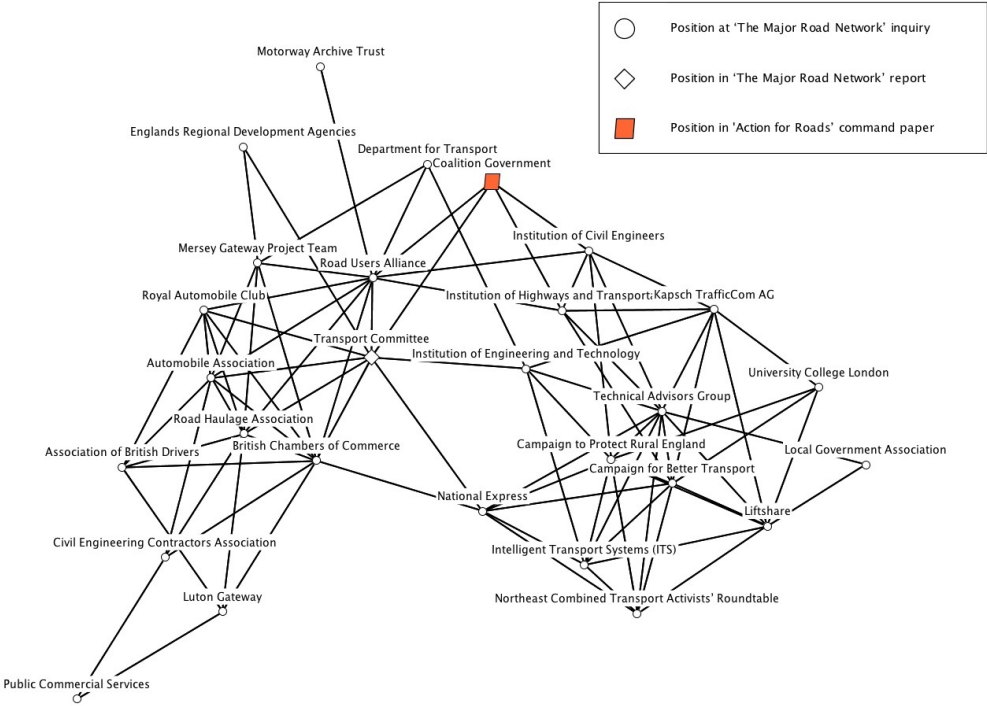 Position at ‘The Major Road Network’ inquiry
Motorway Archive Trust
Position in ‘The Major Road Network’ report
Position in 'Action for Roads' command paper
Englands Regional Development Agencies
Department for Transport
Coalition Government
Institution of Civil Engineers
Mersey Gateway Project Team
Road Users Alliance
Royal Automobile Club
Institution of Highways and Transport
Kapsch TrafficCom AG
Transport Committee
Institution of Engineering and Technology
Automobile Association
University College London
Technical Advisors Group
Road Haulage Association
British Chambers of Commerce
Campaign to Protect Rural England
Association of British Drivers
Local Government Association
Campaign for Better Transport
National Express
Liftshare
Civil Engineering Contractors Association
Intelligent Transport Systems (ITS)
Luton Gateway
Northeast Combined Transport Activists’ Roundtable
Public Commercial Services